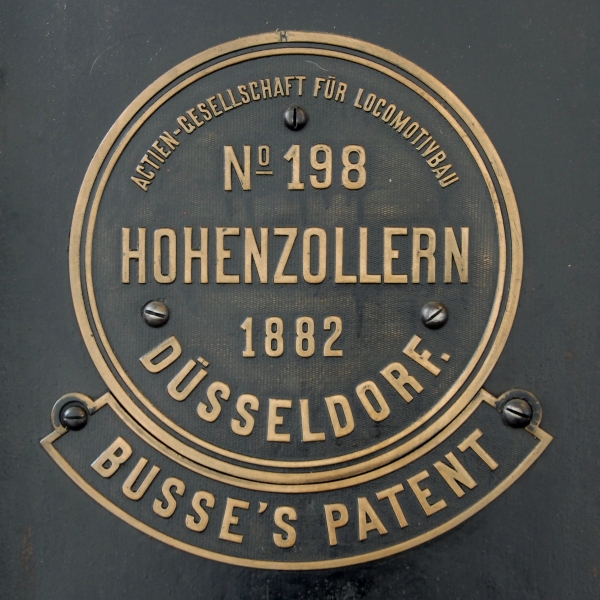 ACTIEN-GESELLSCHAFT FÜR LOCOMOTIVBAU
Nº 198
HOHENZOLLERN
1882
DÜSSELDORF.
BUSSE'S PATENT